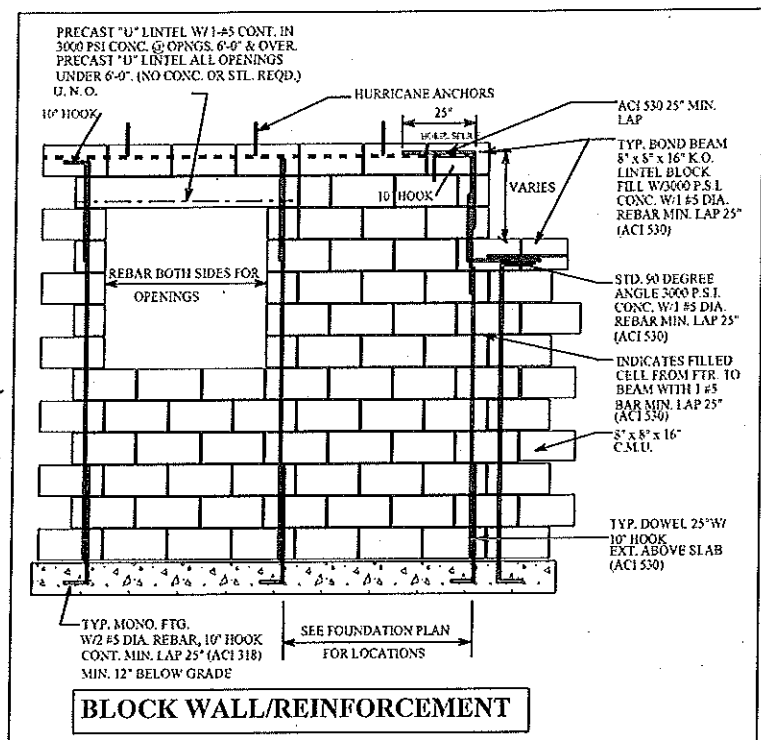 PRECAST "U" LINTEL W/ 1-#5 CONT. IN
3000 PSI CONC. @ OPNGS. 6'-0" & OVER.
PRECAST "U" LINTEL ALL OPENINGS
UNDER 6'-0". (NO CONC. OR STL. REQD.)
U. N. O.
10" HOOK
HURRICANE ANCHORS
25"
ACI 530 25" MIN.
LAP
TYP. BOND BEAM
8" x 8" x 16" K.O.
LINTEL BLOCK
FILL W/3000 P.S.I.
CONC. W/1 #5 DIA.
REBAR MIN. LAP 25"
(ACI 530)
10" HOOK
VARIES
REBAR BOTH SIDES FOR
OPENINGS
STD. 90 DEGREE
ANGLE 3000 P.S.I.
CONC. W/1 #5 DIA.
REBAR MIN. LAP 25"
(ACI 530)
INDICATES FILLED
CELL FROM FTR. TO
BEAM WITH 1 #5
BAR MIN. LAP 25"
(ACI 530)
8" x 8" x 16"
C.M.U.
TYP. DOWEL 25"W/
10" HOOK
EXT. ABOVE SLAB
(ACI 530)
TYP. MONO. FTG.
W/2 #5 DIA. REBAR, 10" HOOK
CONT. MIN. LAP 25" (ACI 318)
MIN. 12" BELOW GRADE
SEE FOUNDATION PLAN
FOR LOCATIONS
BLOCK WALL/REINFORCEMENT